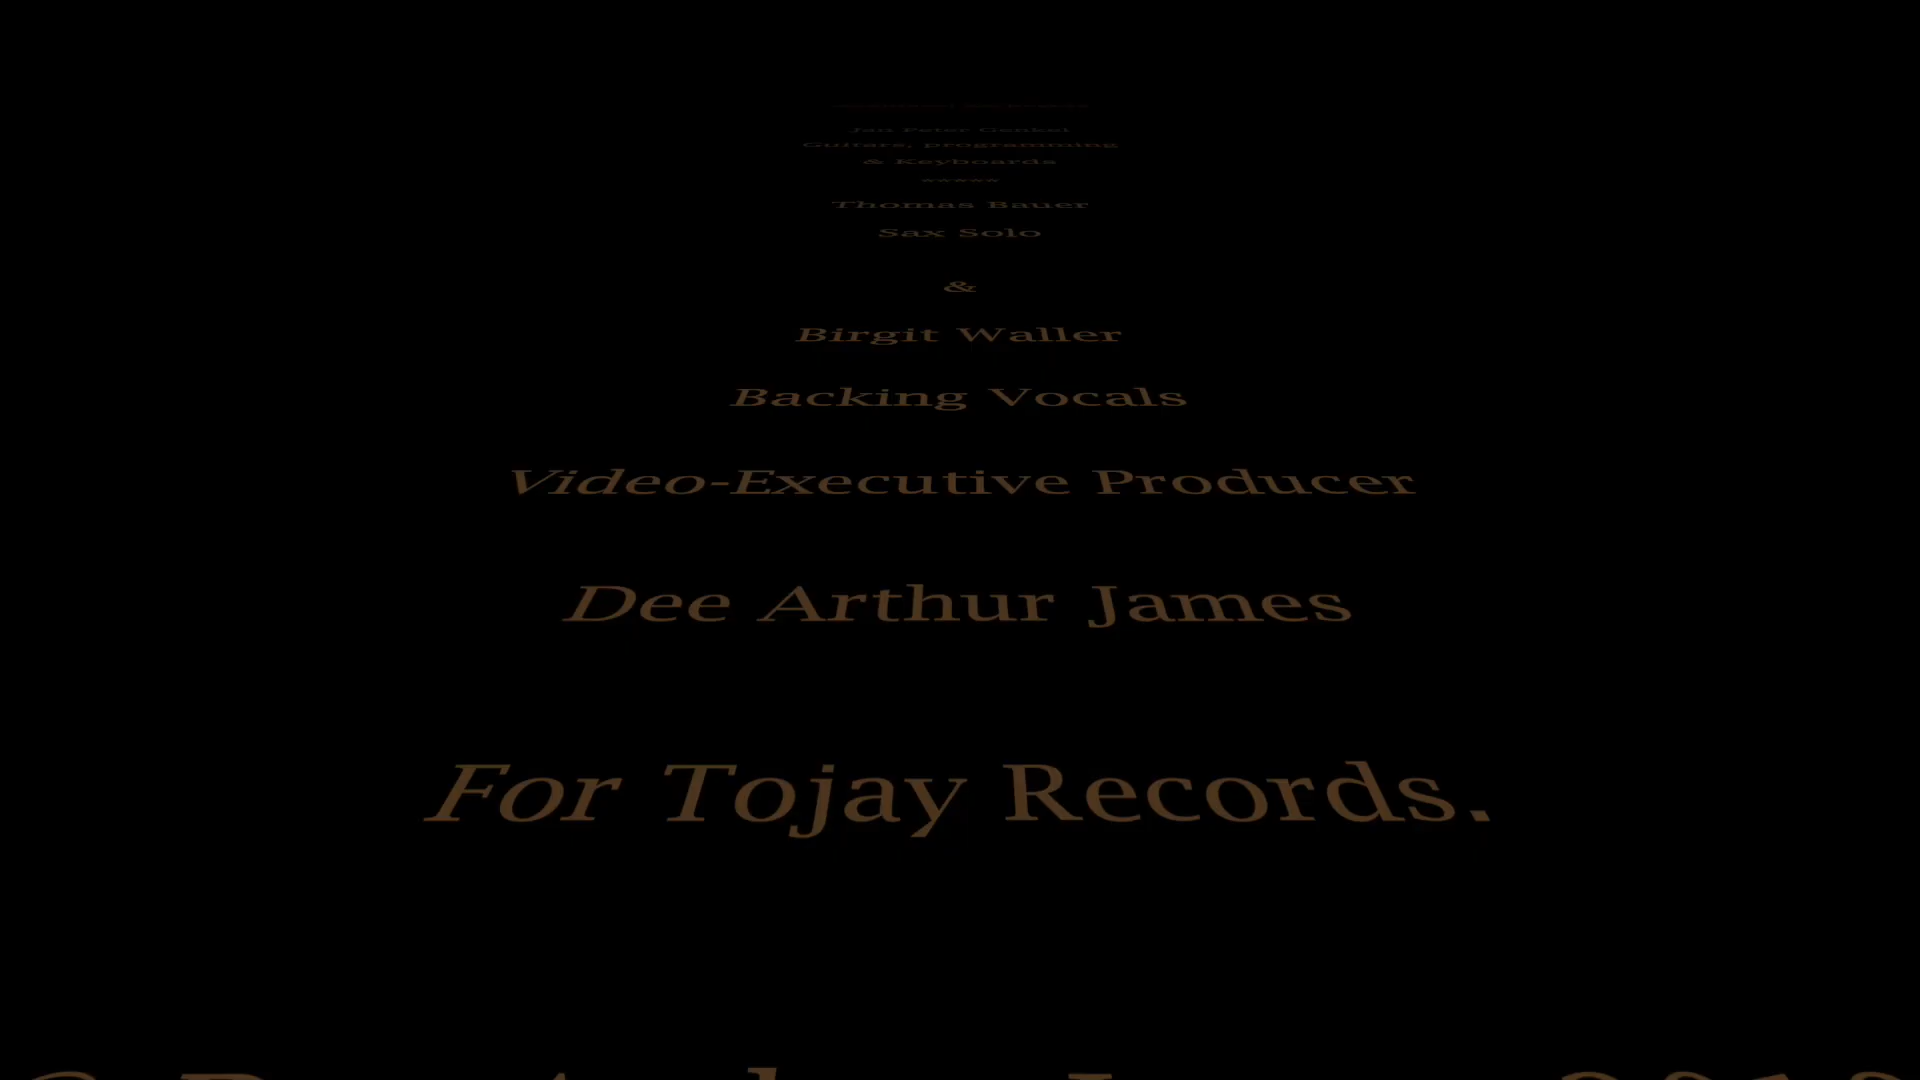 Jan Peter Genkel
Guitars, programming
& Keyboards
~~~~~
Thomas Bauer
Sax Solo
&
Birgit Waller
Backing Vocals
Video-Executive Producer
Dee Arthur James
For Tojay Records.